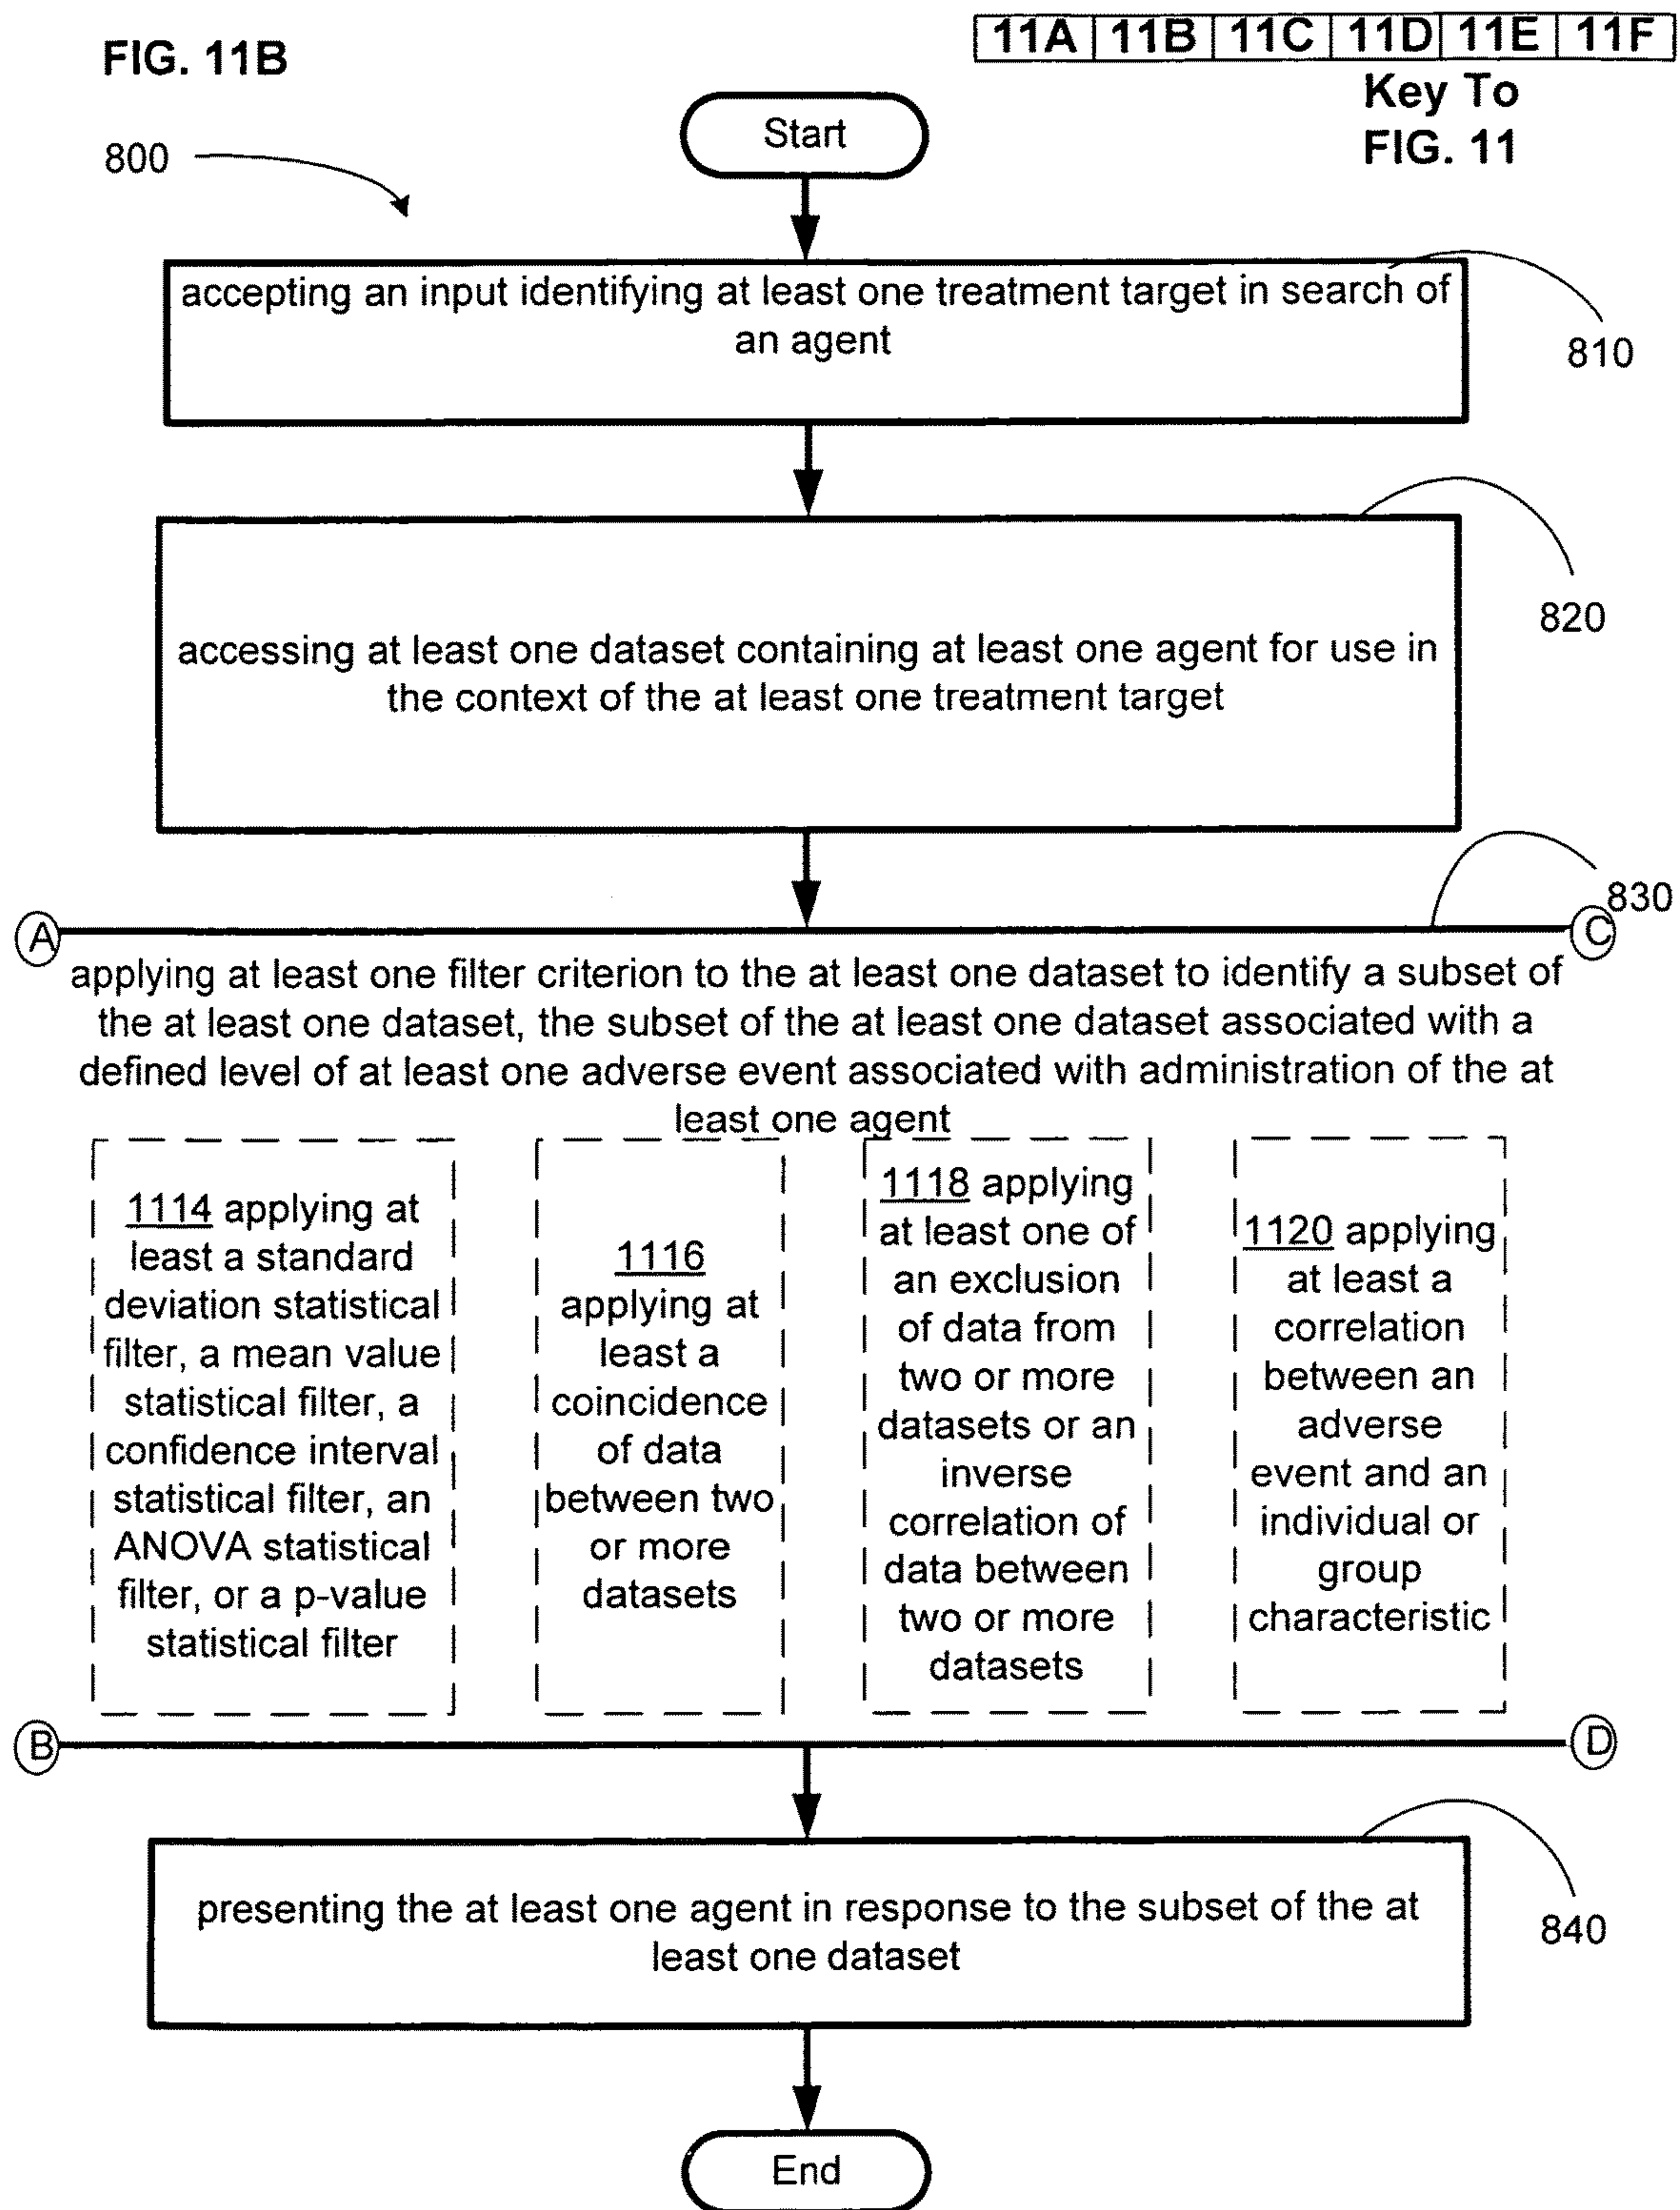 FIG. 11B
11A 11B 11C 11D 11E 11F
Key To
FIG. 11
800
Start
810
accepting an input identifying at least one treatment target in search of
an agent
820
accessing at least one dataset containing at least one agent for use in
the context of the at least one treatment target
830
A
C
applying at least one filter criterion to the at least one dataset to identify a subset of
the at least one dataset, the subset of the at least one dataset associated with a
defined level of at least one adverse event associated with administration of the at
least one agent
1114 applying at
least a standard
deviation statistical
filter, a mean value
statistical filter, a
confidence interval
statistical filter, an
ANOVA statistical
filter, or a p-value
statistical filter
1116
applying at
least a
coincidence
of data
between two
or more
datasets
1118 applying
at least one of
an exclusion
of data from
two or more
datasets or an
inverse
correlation of
data between
two or more
datasets
1120 applying
at least a
correlation
between an
adverse
event and an
individual or
group
characteristic
B
D
840
presenting the at least one agent in response to the subset of the at
least one dataset
End